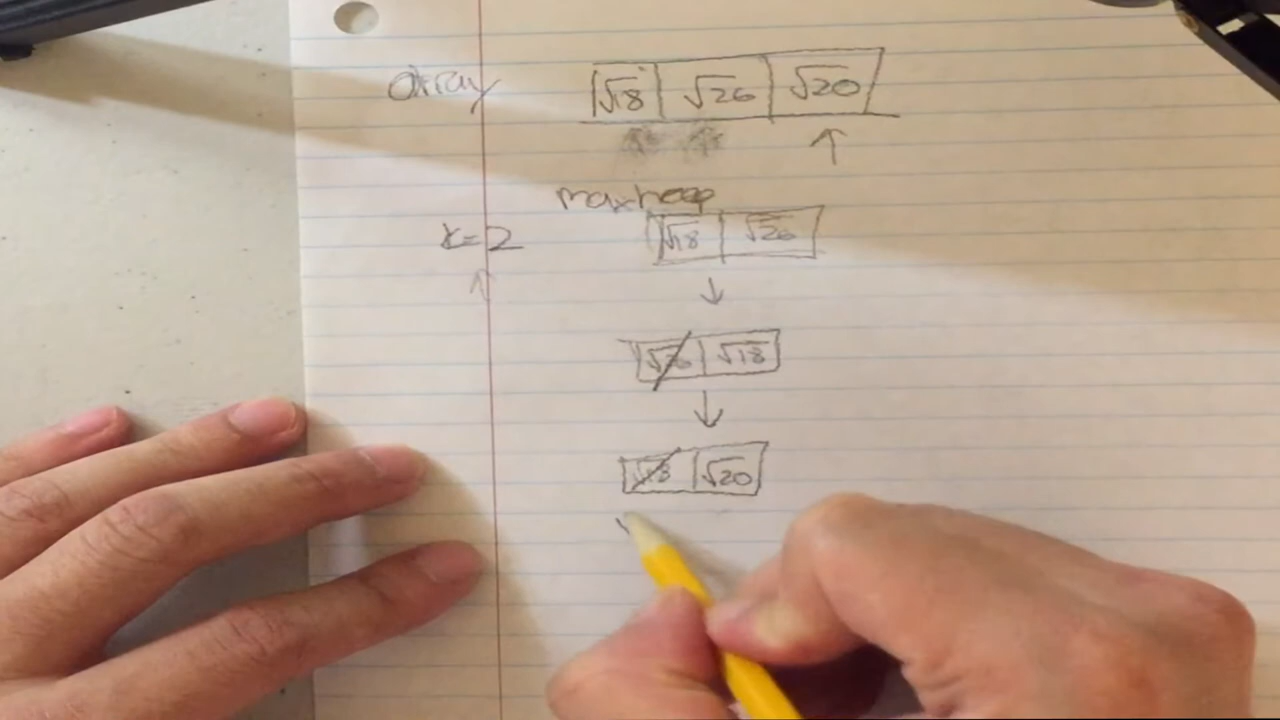 array √18 √26 √20
maxheap
k=2 √18 √26
√26 √18
√18 √20